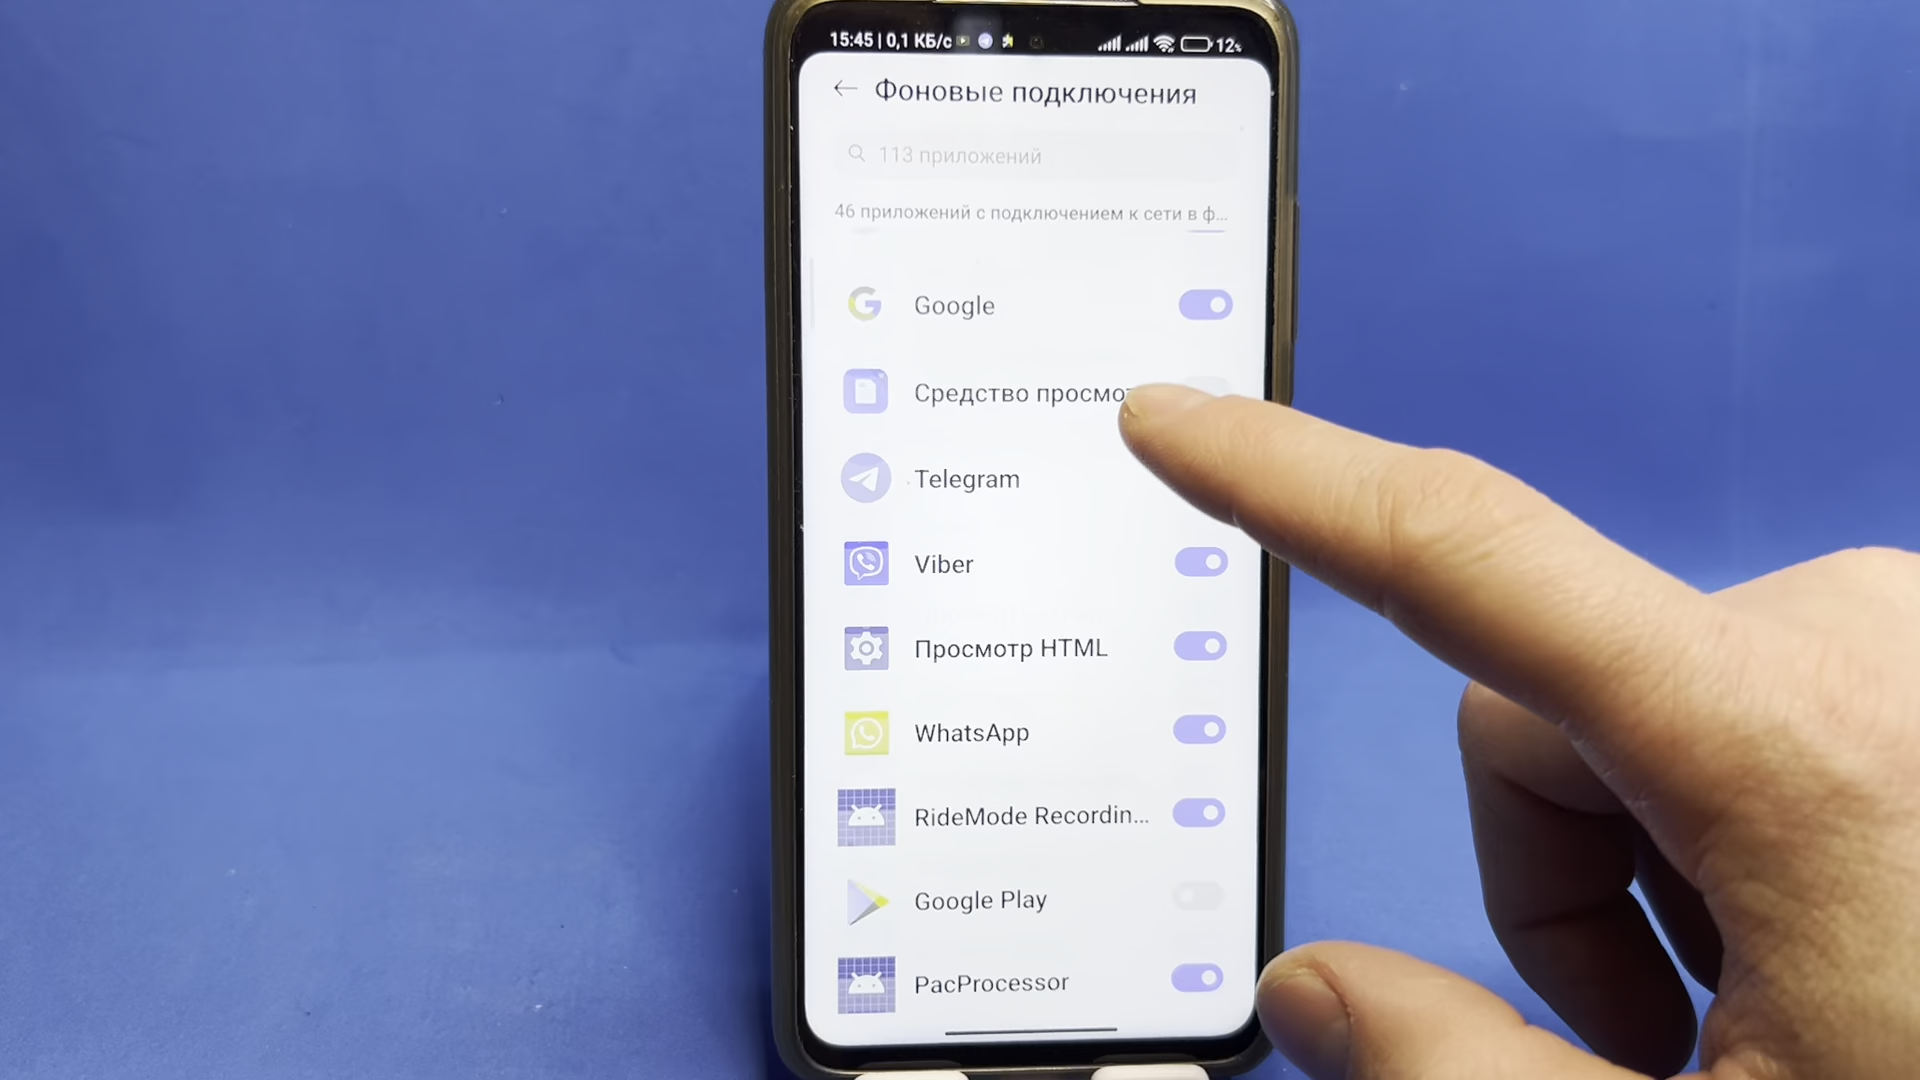 15:45 | 0,1 КБ/с 12%
Фоновые подключения
113 приложений
46 приложений с подключением к сети в ф...
Google
Средство
Telegram
Viber
Просмотр HTML
WhatsApp
RideMode Recordin...
Google Play
PacProcessor